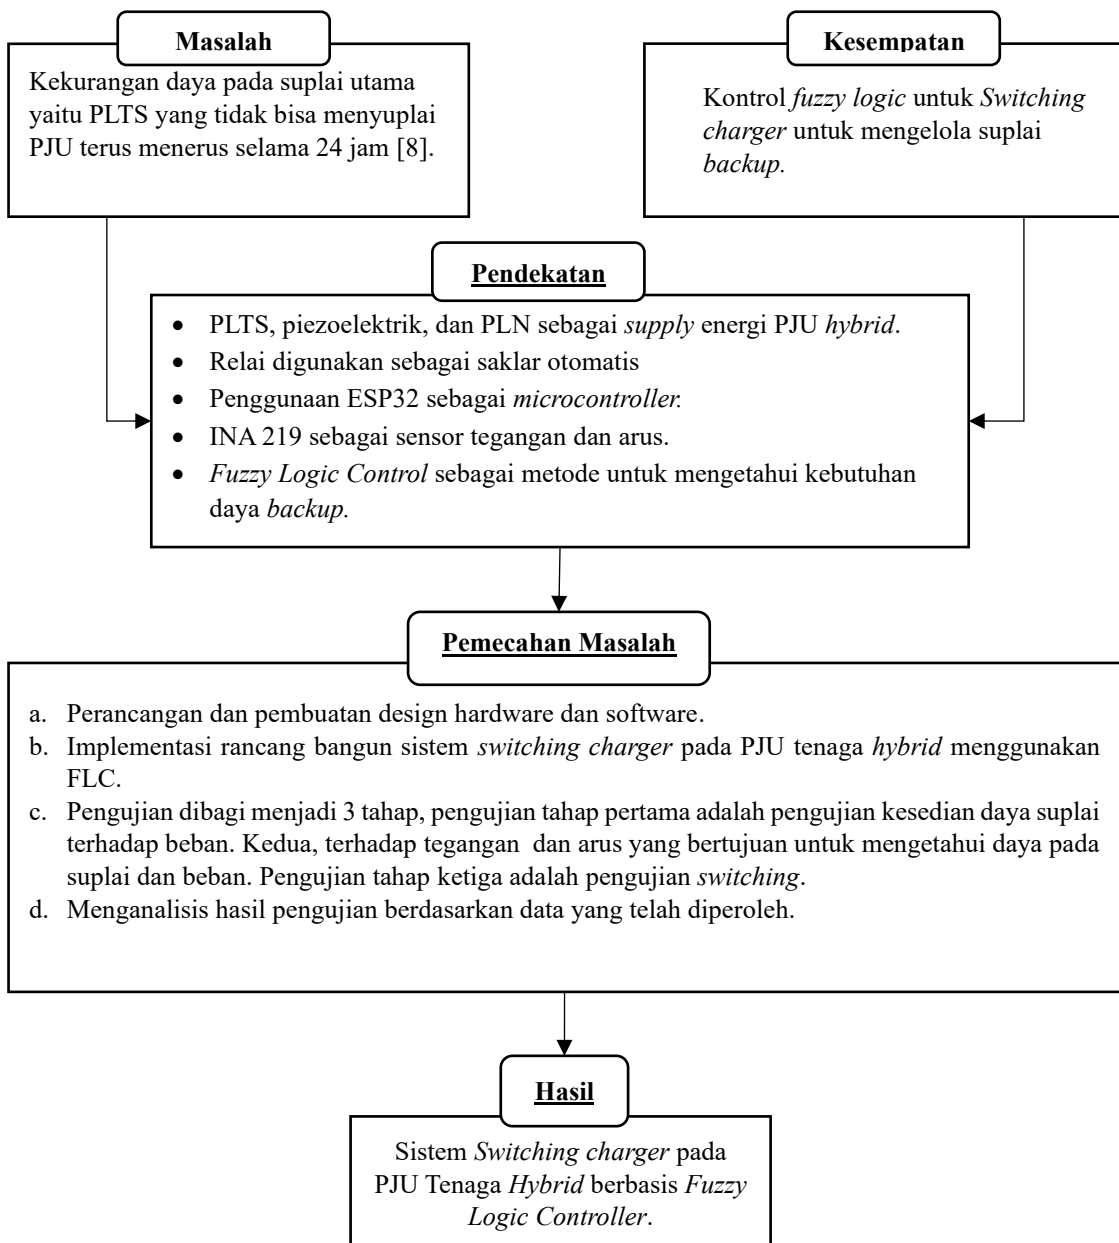 Masalah
Kekurangan daya pada suplai utama
yaitu PLTS yang tidak bisa menyuplai
PJU terus menerus selama 24 jam [8].
Kesempatan
Kontrol fuzzy logic untuk Switching
charger untuk mengelola suplai
backup.
Pendekatan
• PLTS, piezoelektrik, dan PLN sebagai supply energi PJU hybrid.
• Relai digunakan sebagai saklar otomatis
• Penggunaan ESP32 sebagai microcontroller.
• INA 219 sebagai sensor tegangan dan arus.
• Fuzzy Logic Control sebagai metode untuk mengetahui kebutuhan
daya backup.
Pemecahan Masalah
a. Perancangan dan pembuatan design hardware dan software.
b. Implementasi rancang bangun sistem switching charger pada PJU tenaga hybrid menggunakan
FLC.
c. Pengujian dibagi menjadi 3 tahap, pengujian tahap pertama adalah pengujian kesedian daya suplai
terhadap beban. Kedua, terhadap tegangan dan arus yang bertujuan untuk mengetahui daya pada
suplai dan beban. Pengujian tahap ketiga adalah pengujian switching.
d. Menganalisis hasil pengujian berdasarkan data yang telah diperoleh.
Hasil
Sistem Switching charger pada
PJU Tenaga Hybrid berbasis Fuzzy
Logic Controller.